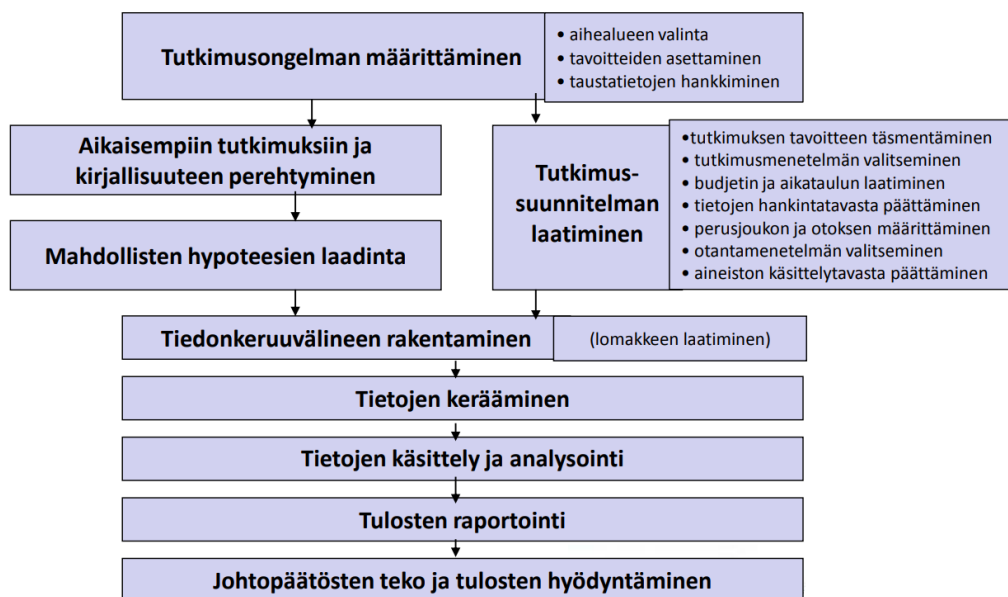 Tutkimusongelman määrittäminen
• aihealueen valinta
• tavoitteiden asettaminen
• taustatietojen hankkiminen
Aikaisempiin tutkimuksiin ja
kirjallisuuteen perehtyminen
Mahdollisten hypoteesien laadinta
Tutkimus-
suunnitelman
laatiminen
•tutkimuksen tavoitteen täsmentäminen
• tutkimusmenetelmän valitseminen
• budjetin ja aikataulun laatiminen
• tietojen hankintatavasta päättäminen
• perusjoukon ja otoksen määrittäminen
• otantamenetelmän valitseminen
• aineiston käsittelytavasta päättäminen
Tiedonkeruuvälineen rakentaminen
(lomakkeen laatiminen)
Tietojen kerääminen
Tietojen käsittely ja analysointi
Tulosten raportointi
Johtopäätösten teko ja tulosten hyödyntäminen